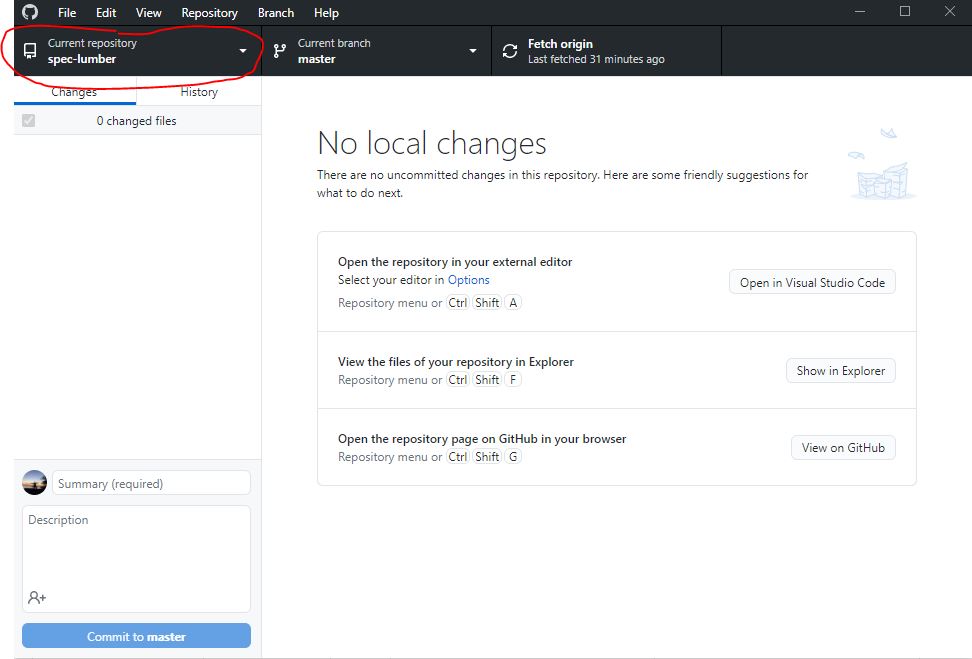 File Edit View Repository Branch Help
Current repository
spec-lumber
Current branch
master
Fetch origin
Last fetched 31 minutes ago
Changes
History
0 changed files
No local changes
There are no uncommitted changes in this repository. Here are some friendly suggestions for
what to do next.
Open the repository in your external editor
Select your editor in Options
Repository menu or Ctrl Shift A
Open in Visual Studio Code
View the files of your repository in Explorer
Repository menu or Ctrl Shift F
Show in Explorer
Open the repository page on GitHub in your browser
Repository menu or Ctrl Shift G
View on GitHub
Summary (required)
Description
Commit to master